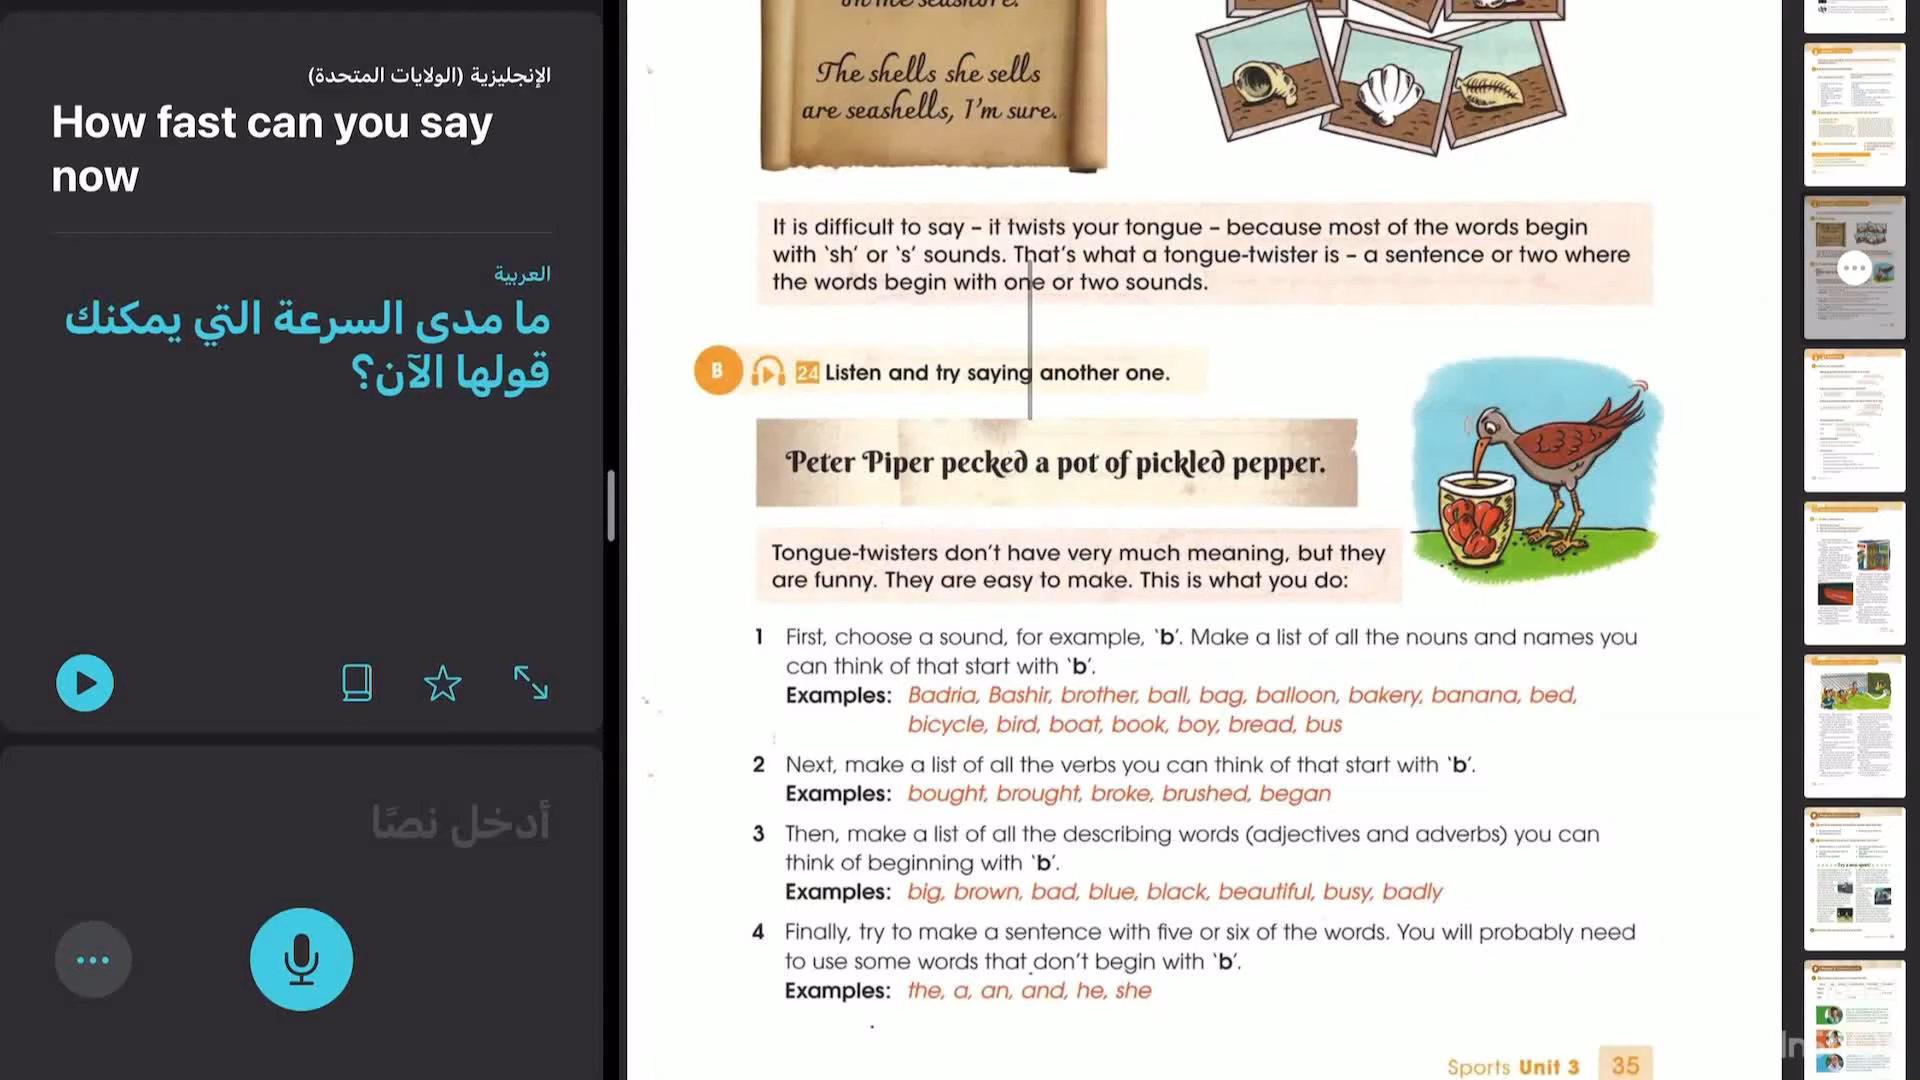 الإنجليزية (الولايات المتحدة)
How fast can you say
now
العربية
ما مدى السرعة التي يمكنك
قولها الآن؟
أدخل نصًا
The shells she sells
are seashells, I'm sure.
It is difficult to say – it twists your tongue – because most of the words begin
with 'sh' or 's' sounds. That's what a tongue-twister is – a sentence or two where
the words begin with one or two sounds.
B 24 Listen and try saying another one.
Peter Piper pecked a pot of pickled pepper.
Tongue-twisters don't have very much meaning, but they
are funny. They are easy to make. This is what you do:
1 First, choose a sound, for example, 'b'. Make a list of all the nouns and names you
can think of that start with 'b'.
Examples: Badria, Bashir, brother, ball, bag, balloon, bakery, banana, bed,
bicycle, bird, boat, book, boy, bread, bus
2 Next, make a list of all the verbs you can think of that start with 'b'.
Examples: bought, brought, broke, brushed, began
3 Then, make a list of all the describing words (adjectives and adverbs) you can
think of beginning with 'b'.
Examples: big, brown, bad, blue, black, beautiful, busy, badly
4 Finally, try to make a sentence with five or six of the words. You will probably need
to use some words that don't begin with 'b'.
Examples: the, a, an, and, he, she
Sports Unit 3 35